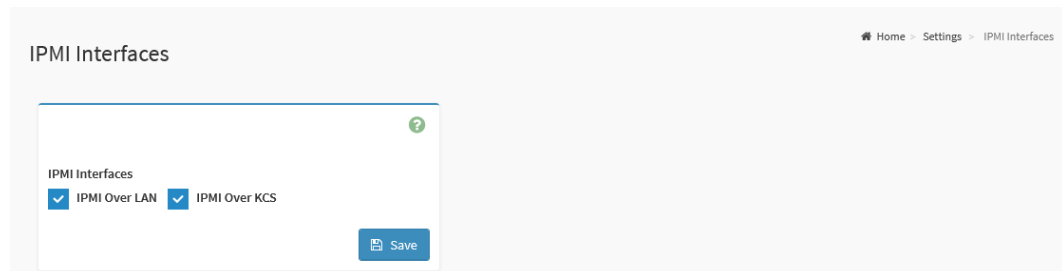 Home > Settings > IPMI Interfaces
IPMI Interfaces
IPMI Interfaces
IPMI Over LAN IPMI Over KCS
Save